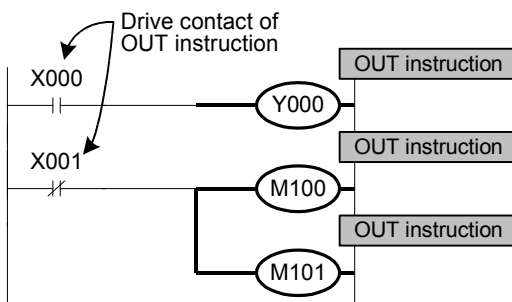 Drive contact of
OUT instruction
OUT instruction
X000
Y000
OUT instruction
X001
M100
OUT instruction
M101